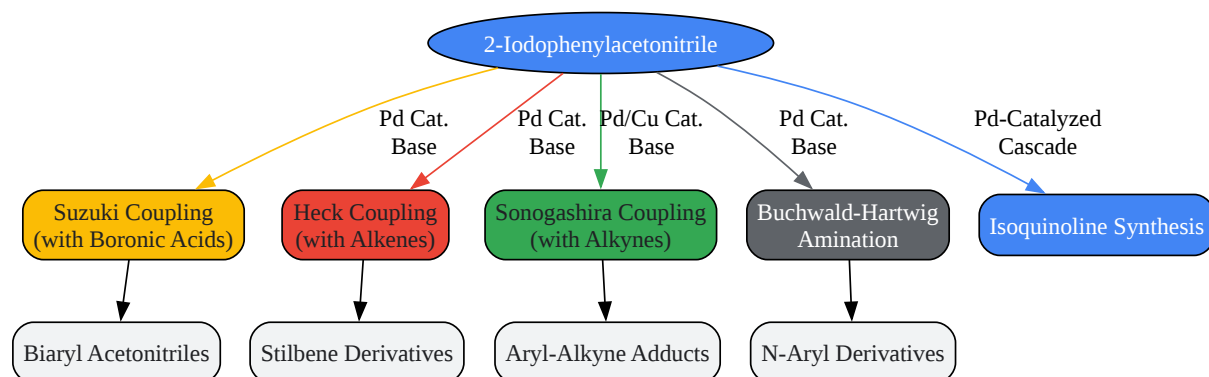 2-Iodophenylacetonitrile
Pd Cat.
Base
Pd Cat.
Base
Pd/Cu Cat.
Base
Pd Cat.
Base
Pd-Catalyzed
Cascade
Suzuki Coupling
(with Boronic Acids)
Heck Coupling
(with Alkenes)
Sonogashira Coupling
(with Alkynes)
Buchwald-Hartwig
Amination
Isoquinoline Synthesis
Biaryl Acetonitriles
Stilbene Derivatives
Aryl-Alkyne Adducts
N-Aryl Derivatives